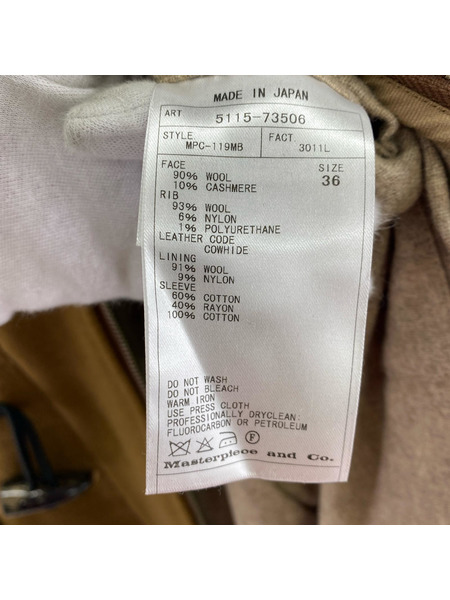 MADE IN JAPAN
ART 5115-73506
STYLE. FACT.
MPC-119MB 3011L
FACE SIZE
90% WOOL 36
10% CASHMERE
RIB
93% WOOL
6% NYLON
1% POLYURETHANE
LEATHER CODE
COWHIDE
LINING
91% WOOL
9% NYLON
SLEEVE
60% COTTON
40% RAYON
100% COTTON
DO NOT WASH
DO NOT BLEACH
WARM IRON
USE PRESS CLOTH
PROFESSIONALLY DRYCLEAN:
FLUOROCARBON OR PETROLEUM
F
Masterpiece and Co.